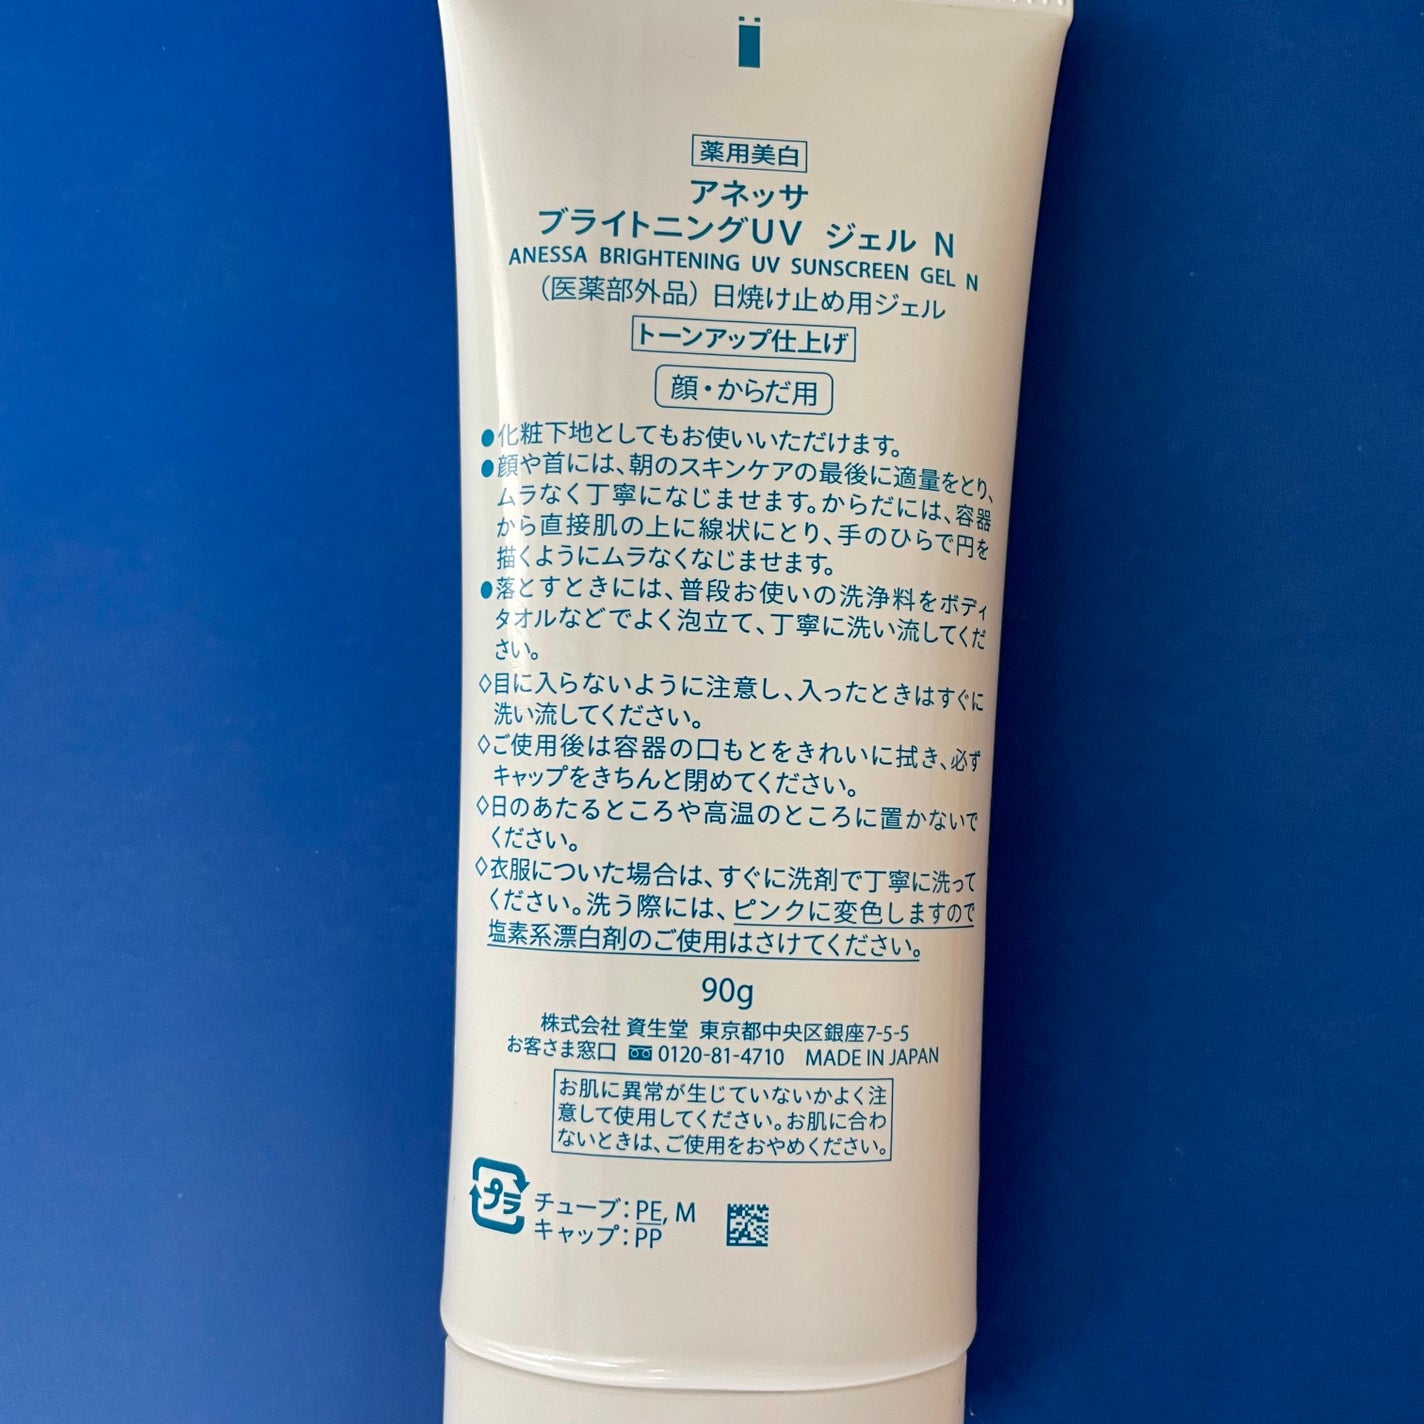 薬用美白
アネッサ
ブライトニングUV ジェル N
ANESSA BRIGHTENING UV SUNSCREEN GEL N
（医薬部外品）日焼け止め用ジェル
トーンアップ仕上げ
顔・からだ用
●化粧下地としてもお使いいただけます。
●顔や首には、朝のスキンケアの最後に適量をとり、
ムラなく丁寧になじませます。からだには、容器
から直接肌の上に線状にとり、手のひらで円を
描くようにムラなくなじませます。
●落とすときには、普段お使いの洗浄料をボディ
タオルなどでよく泡立て、丁寧に洗い流してくだ
さい。
◇目に入らないように注意し、入ったときはすぐに
洗い流してください。
◇ご使用後は容器の口もとをきれいに拭き、必ず
キャップをきちんと閉めてください。
◇日のあたるところや高温のところに置かないで
ください。
◇衣服についた場合は、すぐに洗剤で丁寧に洗って
ください。洗う際には、ピンクに変色しますので
塩素系漂白剤のご使用はさけてください。
90g
株式会社 資生堂 東京都中央区銀座7-5-5
お客さま窓口 0120-81-4710 MADE IN JAPAN
お肌に異常が生じていないかよく注
意して使用してください。お肌に合わ
ないときは、ご使用をおやめください。
プラ
チューブ：PE, M
キャップ：PP